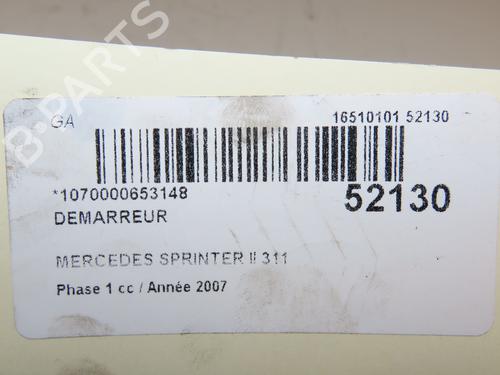 GA
16510101 52130
*1070000653148
52130
DEMARREUR
MERCEDES SPRINTER II 311
Phase 1 cc / Année 2007
B-PARTS